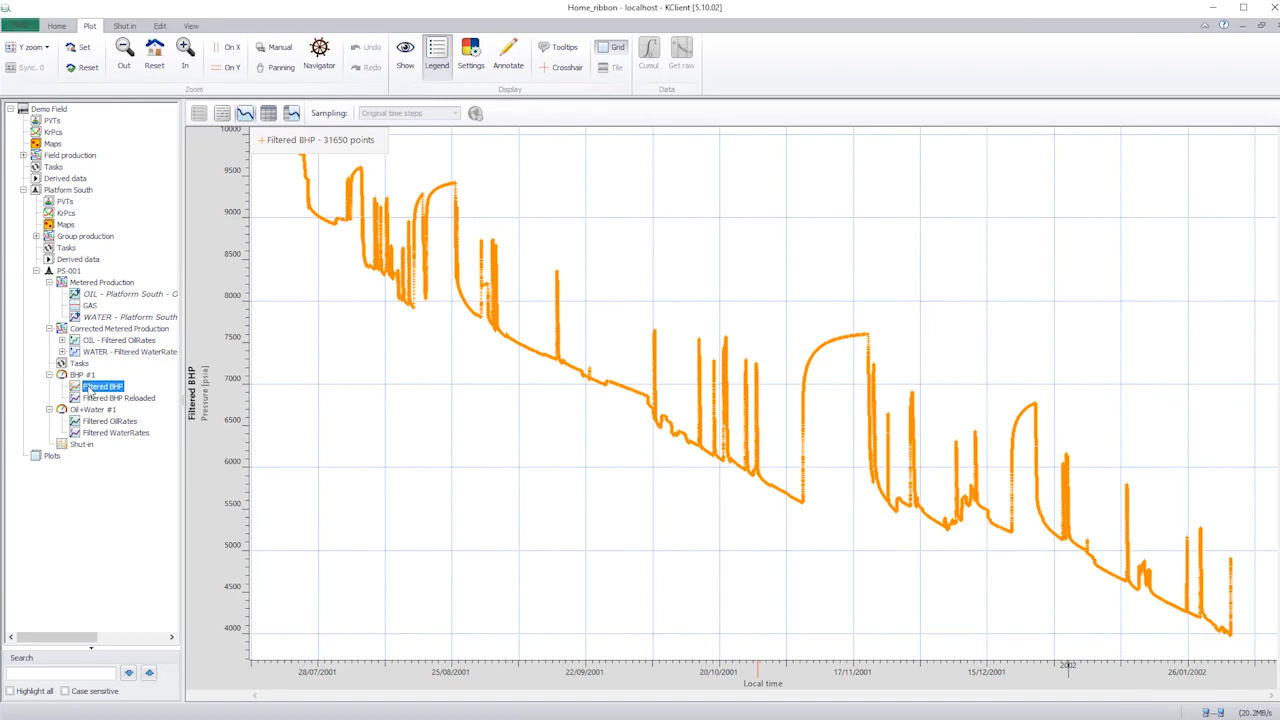 Home_ribbon - localhost - KClient [5.10.02]
Home Plot Shut in Edit View
Y zoom Set Out Reset In On X Manual Navigator Undo Show Legend Settings Annotate Tooltips Grid Cumul Get raw
Sync. 0 Reset On Y Panning Redo Crosshair Tile
Zoom Display Data
Demo Field
PVTs
KrPcs
Maps
Field production
Tasks
Derived data
Platform South
PVTs
KrPcs
Maps
Group production
Tasks
Derived data
PS-001
Metered Production
OIL - Platform South - O
GAS
WATER - Platform South
Corrected Metered Production
OIL - Filtered OilRates
WATER - Filtered WaterRate
Tasks
BHP #1
Filtered BHP
Filtered BHP Reloaded
Oil+Water #1
Filtered OilRates
Filtered WaterRates
Shut-in
Plots
Search
Highlight all Case sensitive
Sampling: Original time steps
Filtered BHP - 31650 points
10000
9500
9000
8500
8000
7500
7000
6500
6000
5500
5000
4500
4000
Filtered BHP
Pressure [psia]
28/07/2001 25/08/2001 22/09/2001 20/10/2001 17/11/2001 15/12/2001 2002 26/01/2002
Local time
(20.2MB/s